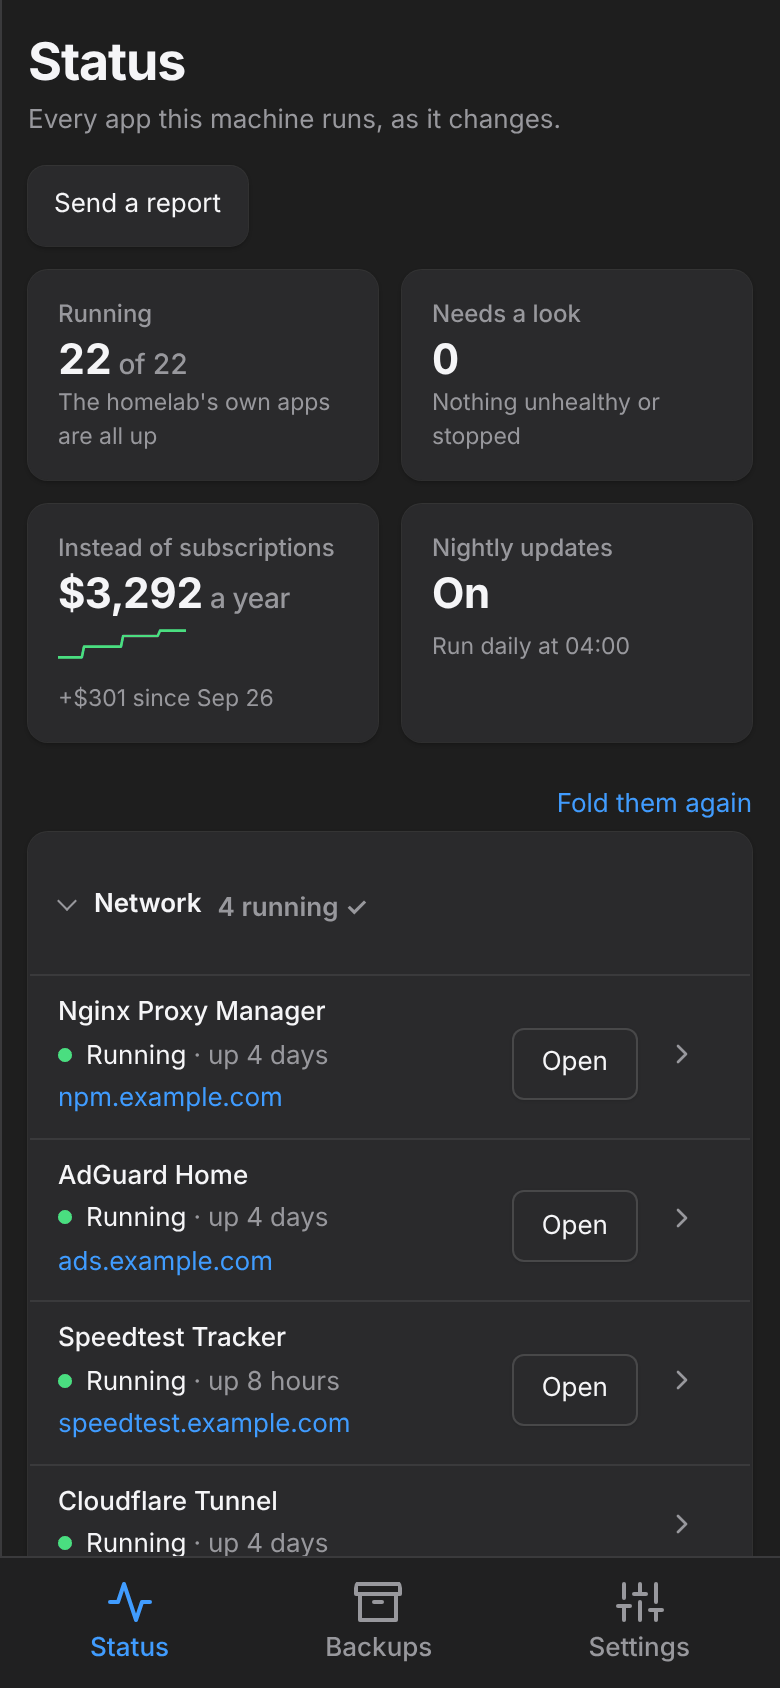 Status
Every app this machine runs, as it changes.
Send a report
Running
22 of 22
The homelab's own apps
are all up
Needs a look
0
Nothing unhealthy or
stopped
Instead of subscriptions
$3,292 a year
+$301 since Sep 26
Nightly updates
On
Run daily at 04:00
Fold them again
Network 4 running ✓
Nginx Proxy Manager
Running · up 4 days
npm.example.com
Open
AdGuard Home
Running · up 4 days
ads.example.com
Open
Speedtest Tracker
Running · up 8 hours
speedtest.example.com
Open
Cloudflare Tunnel
Running · up 4 days
Status
Backups
Settings